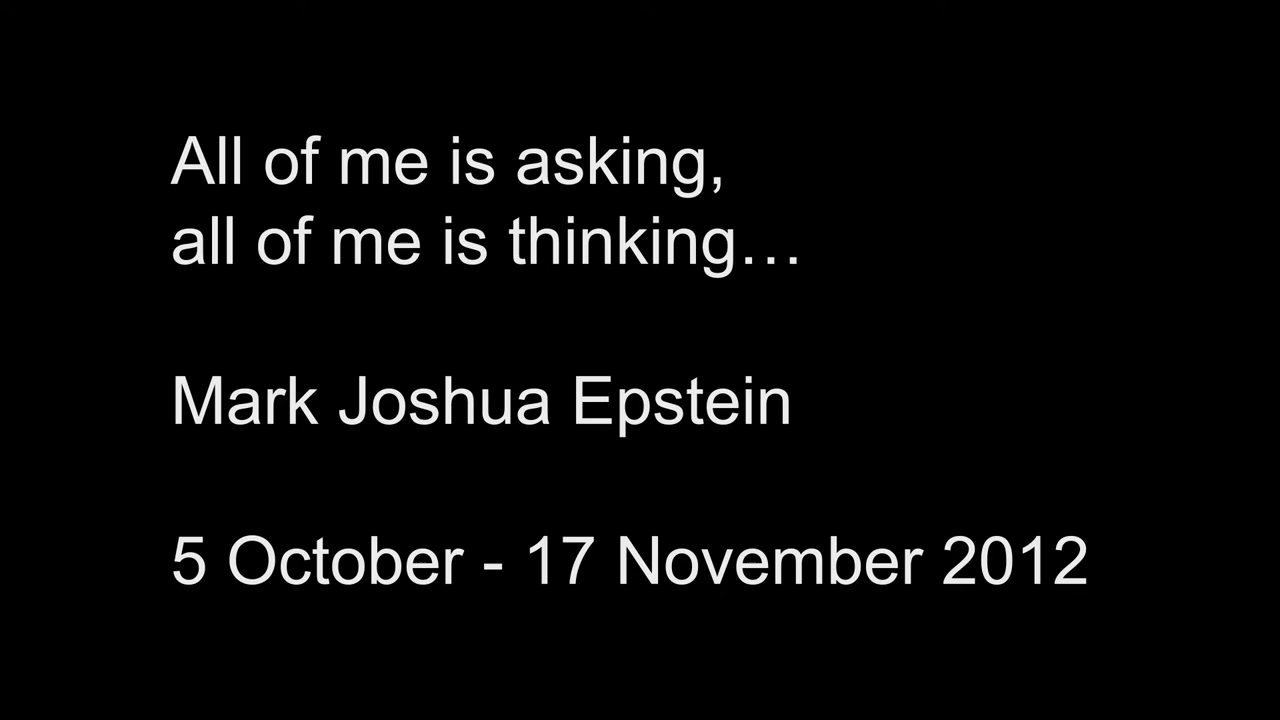 All of me is asking,
all of me is thinking…
Mark Joshua Epstein
5 October - 17 November 2012